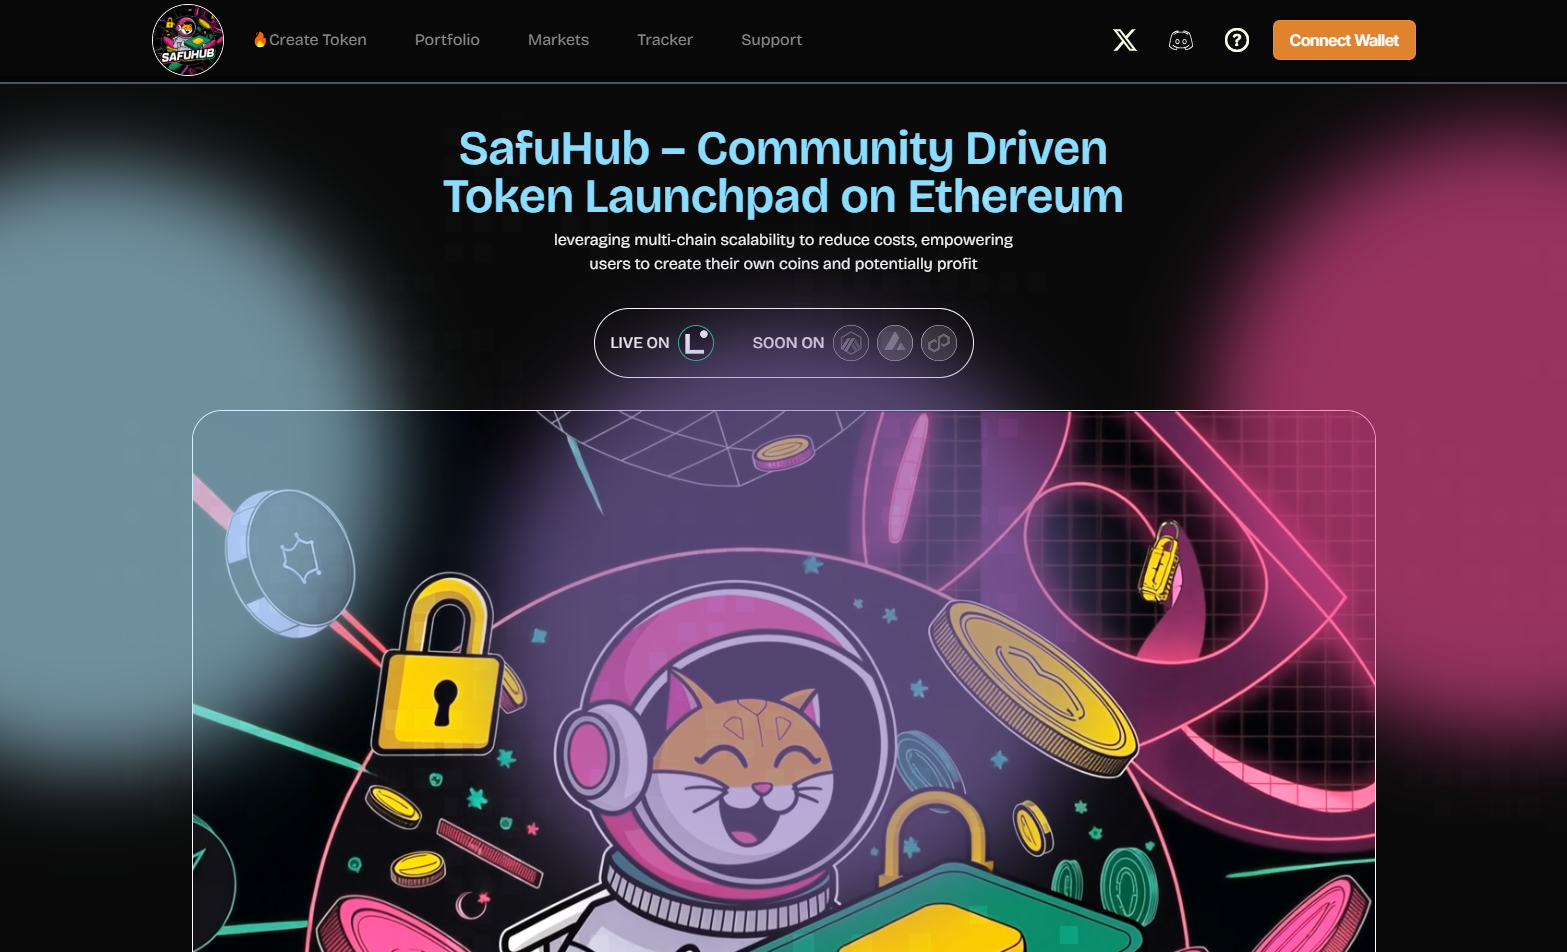 SAFUHUB
🔥Create Token
Portfolio
Markets
Tracker
Support
Connect Wallet
SafuHub – Community Driven
Token Launchpad on Ethereum
leveraging multi-chain scalability to reduce costs, empowering
users to create their own coins and potentially profit
LIVE ON
SOON ON